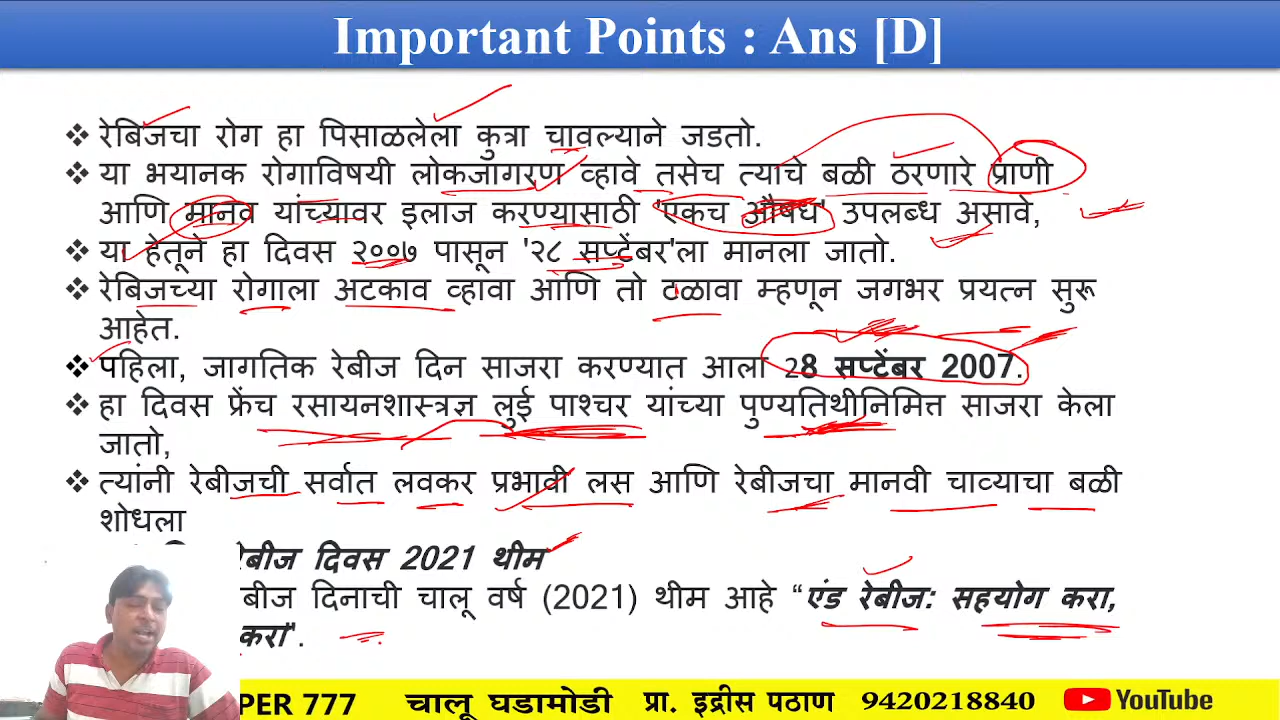 Important Points : Ans [D]
❖ रेबिजचा रोग हा पिसाळलेला कुत्रा चावल्याने जडतो.
❖ या भयानक रोगाविषयी लोकजागरण व्हावे तसेच त्याचे बळी ठरणारे प्राणी
आणि मानव यांच्यावर इलाज करण्यासाठी 'एकच औषध' उपलब्ध असावे,
❖ या हेतूने हा दिवस २००७ पासून '२८ सप्टेंबर'ला मानला जातो.
❖ रेबिजच्या रोगाला अटकाव व्हावा आणि तो टळावा म्हणून जगभर प्रयत्न सुरू
आहेत.
❖ पहिला, जागतिक रेबीज दिन साजरा करण्यात आला 28 सप्टेंबर 2007.
❖ हा दिवस फ्रेंच रसायनशास्त्रज्ञ लुई पाश्चर यांच्या पुण्यतिथीनिमित्त साजरा केला
जातो,
❖ त्यांनी रेबीजची सर्वात लवकर प्रभावी लस आणि रेबीजचा मानवी चाव्याचा बळी
शोधला
दिवस 2021 थीम
दिनाची चालू वर्ष (2021) थीम आहे “एंड रेबीज: सहयोग करा,
करा".
PER 777 चालू घडामोडी प्रा. इद्रीस पठाण 9420218840 YouTube